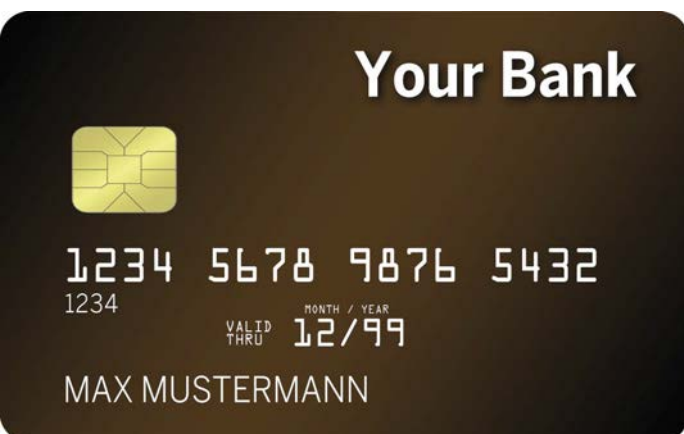 Your Bank
1234 5678 9876 5432
1234
MONTH / YEAR
VALID THRU 12/99
MAX MUSTERMANN